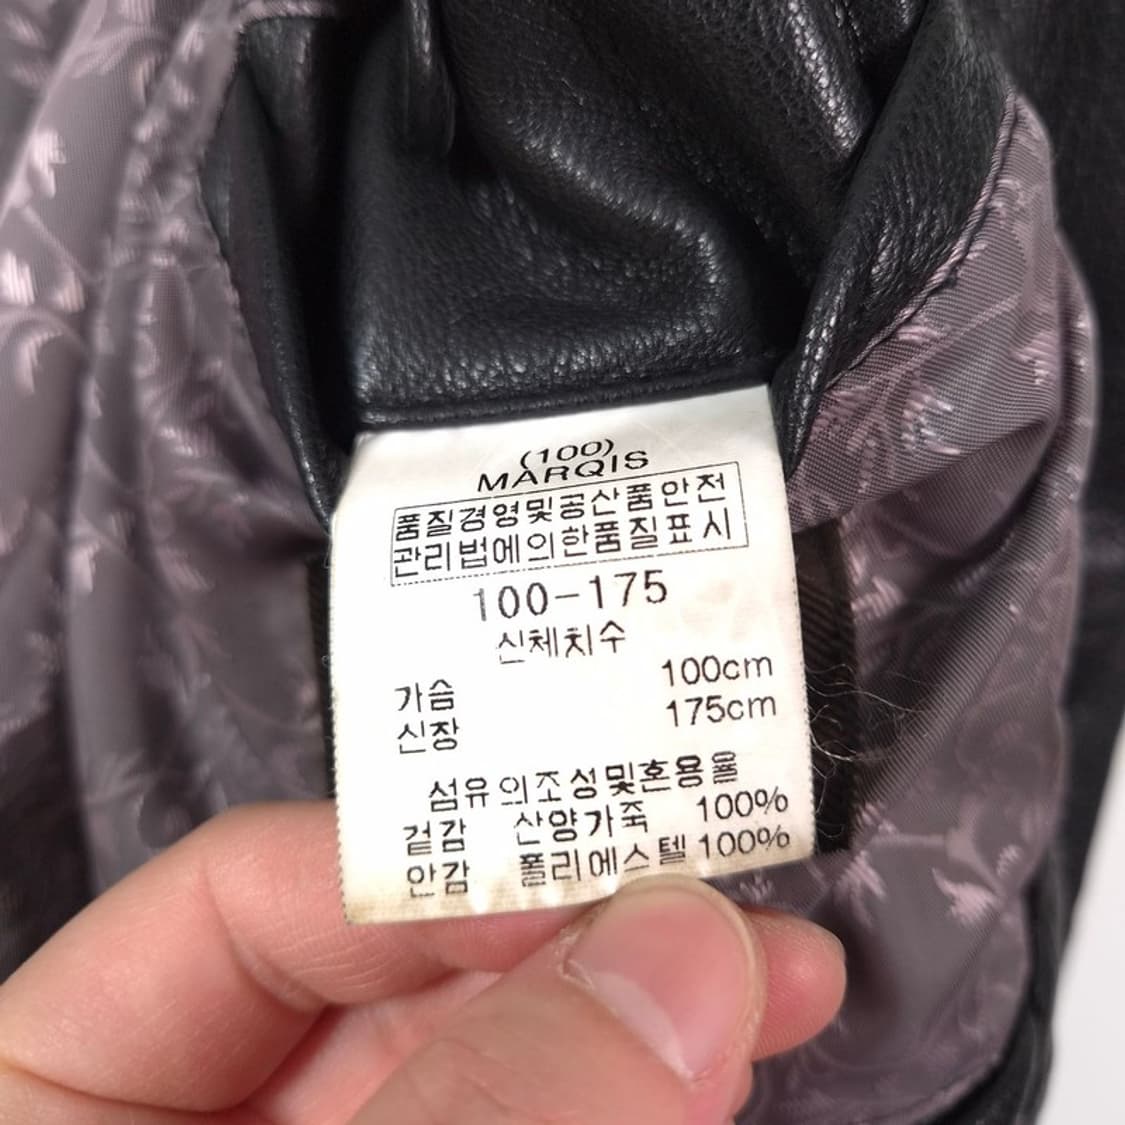 (100)
MARQIS
품질경영및공산품안전
관리법에의한품질표시
100-175
신체치수
가슴 100cm
신장 175cm
섬유의조성및혼용율
겉감 산양가죽 100%
안감 폴리에스텔 100%